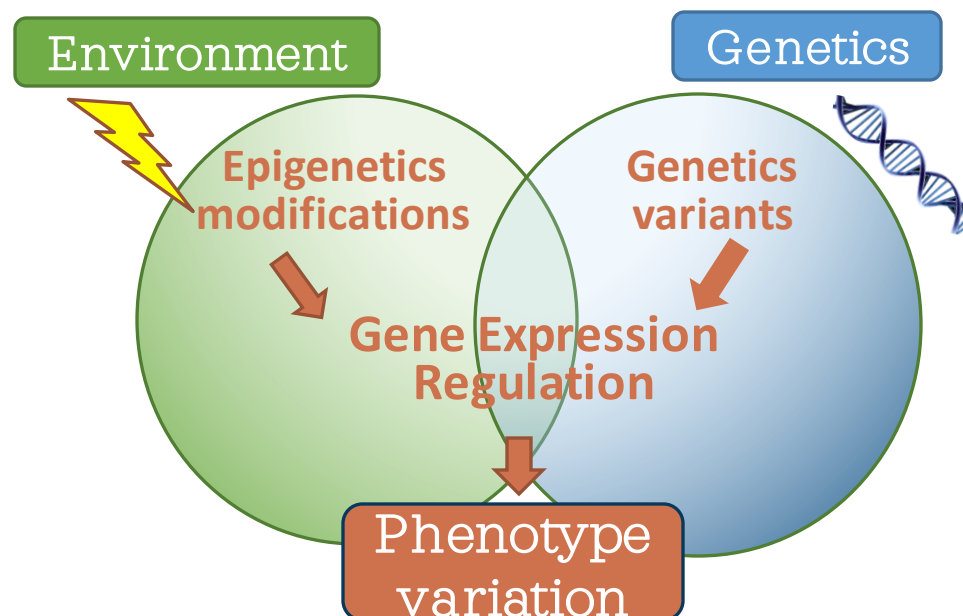 Environment
Genetics
Epigenetics
modifications
Genetics
variants
Gene Expression
Regulation
Phenotype
variation